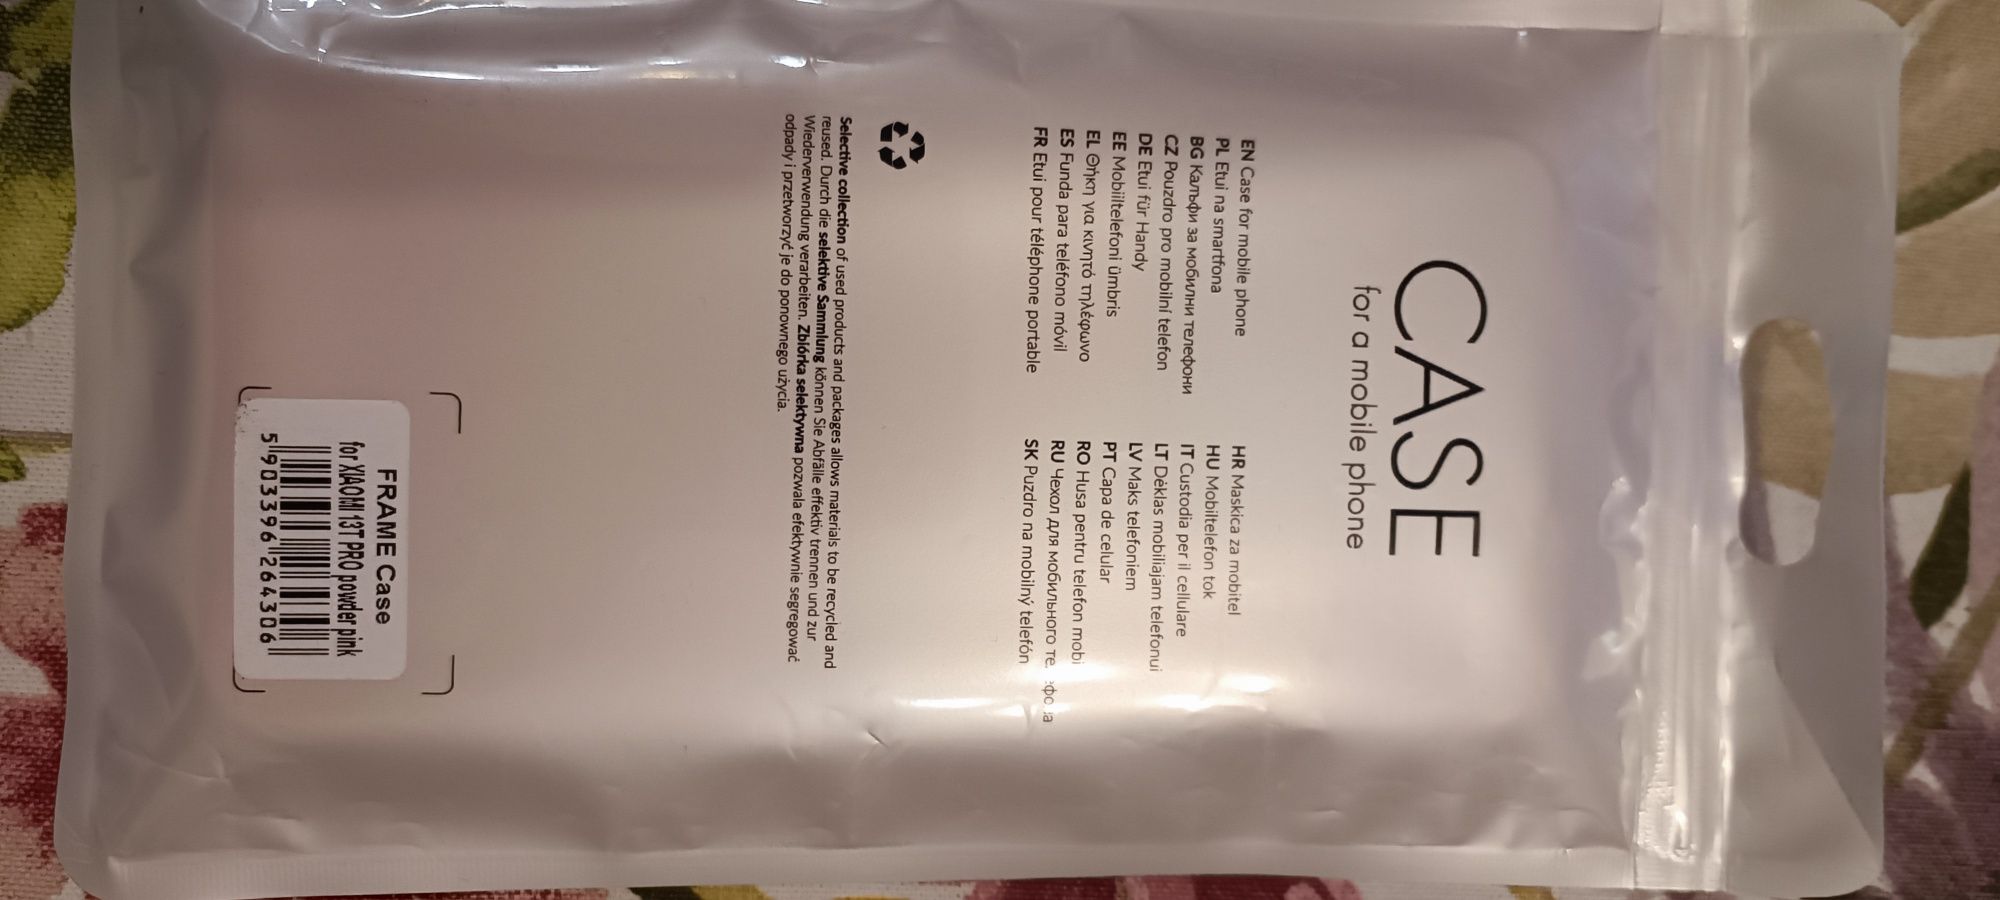 CASE
for a mobile phone
EN Case for mobile phone
PL Etui na smartfona
BG Калъфи за мобилни телефони
CZ Pouzdro pro mobilní telefon
DE Etui für Handy
EE Mobiiltelefoni ümbris
EL Θήκη για κινητό τηλέφωνο
ES Funda para teléfono móvil
FR Etui pour téléphone portable
HR Maskica za mobitel
HU Mobiltelefon tok
IT Custodia per il cellulare
LT Dėklas mobiliajam telefonui
LV Maks telefoniem
PT Capa de celular
RO Husa pentru telefon mobi
RU Чехол для мобильного
SK Puzdro na mobilný telefón
Selective collection of used products and packages allows materials to be recycled and
reused. Durch die selektive Sammlung können Sie Abfälle effektiv trennen und zur
Wiederverwendung verarbeiten. Zbiórka selektywna pozwala efektywnie segregować
odpady i przetworzyć je do ponownego użycia.
FRAME Case
for XIAOMI 13T PRO powder pink
5 903396 264306